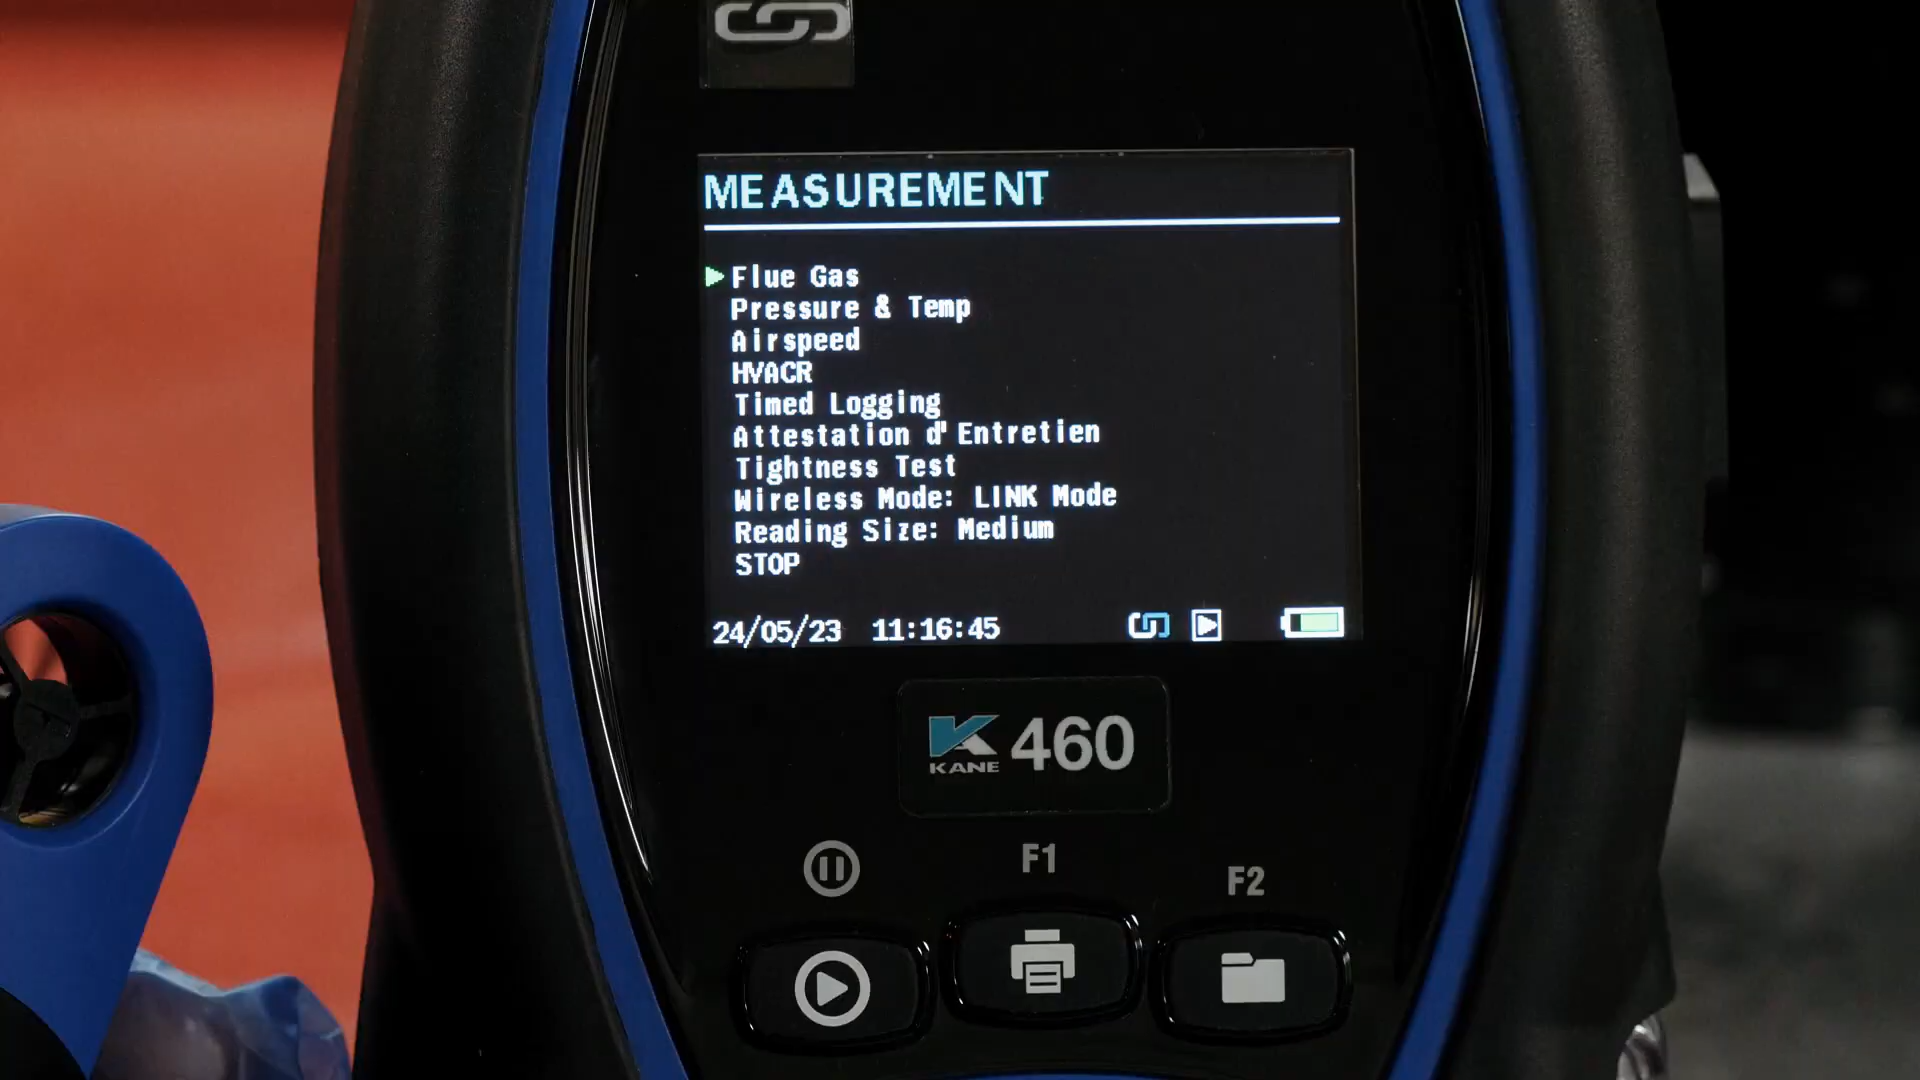 MEASUREMENT
Flue Gas
Pressure & Temp
Airspeed
HVACR
Timed Logging
Attestation d'Entretien
Tightness Test
Wireless Mode: LINK Mode
Reading Size: Medium
STOP
24/05/23 11:16:45
KANE 460
F1
F2